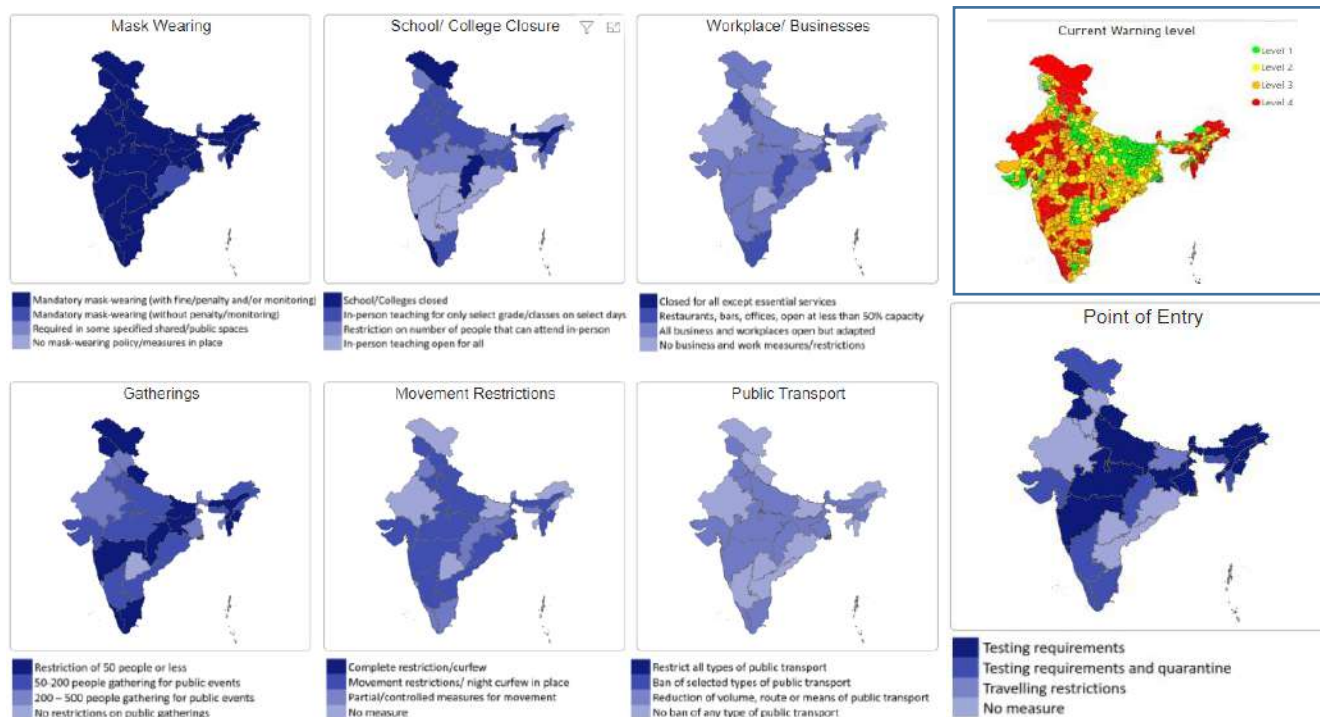 Mask Wearing
Mandatory mask-wearing (with fine/penalty and/or monitoring)
Mandatory mask-wearing (without penalty/monitoring)
Required in some specified shared/public spaces
No mask-wearing policy/measures in place
School/ College Closure
School/Colleges closed
In-person teaching for only select grade/classes on select days
Restriction on number of people that can attend in-person
In-person teaching open for all
Workplace/ Businesses
Closed for all except essential services
Restaurants, bars, offices, open at less than 50% capacity
All business and workplaces open but adapted
No business and work measures/restrictions
Current Warning level
Level 1
Level 2
Level 3
Level 4
Gatherings
Restriction of 50 people or less
50-200 people gathering for public events
200 – 500 people gathering for public events
No restrictions on public gatherings
Movement Restrictions
Complete restriction/curfew
Movement restrictions/ night curfew in place
Partial/controlled measures for movement
No measure
Public Transport
Restrict all types of public transport
Ban of selected types of public transport
Reduction of volume, route or means of public transport
No ban of any type of public transport
Point of Entry
Testing requirements
Testing requirements and quarantine
Travelling restrictions
No measure